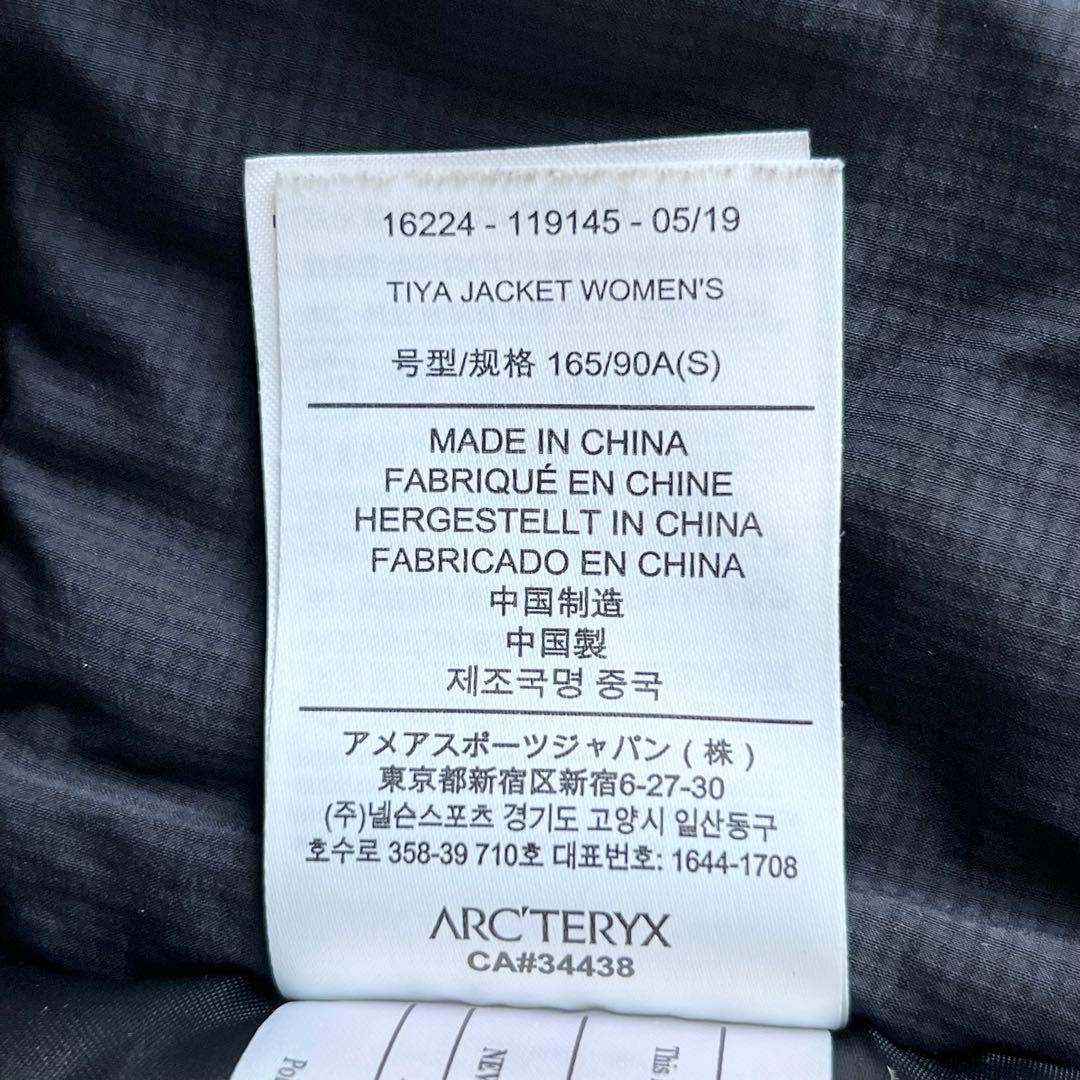 16224 - 119145 - 05/19
TIYA JACKET WOMEN'S
号型/规格 165/90A(S)
MADE IN CHINA
FABRIQUÉ EN CHINE
HERGESTELLT IN CHINA
FABRICADO EN CHINA
中国制造
中国製
제조국명 중국
アメアスポーツジャパン ( 株 )
東京都新宿区新宿6-27-30
(주)넬슨스포츠 경기도 고양시 일산동구
호수로 358-39 710호 대표번호: 1644-1708
ARC'TERYX
CA#34438
This